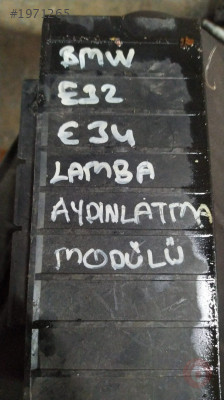 #1971265
BMW
E32
E34
LAMBA
AYDINLATMA
MODÜLÜ